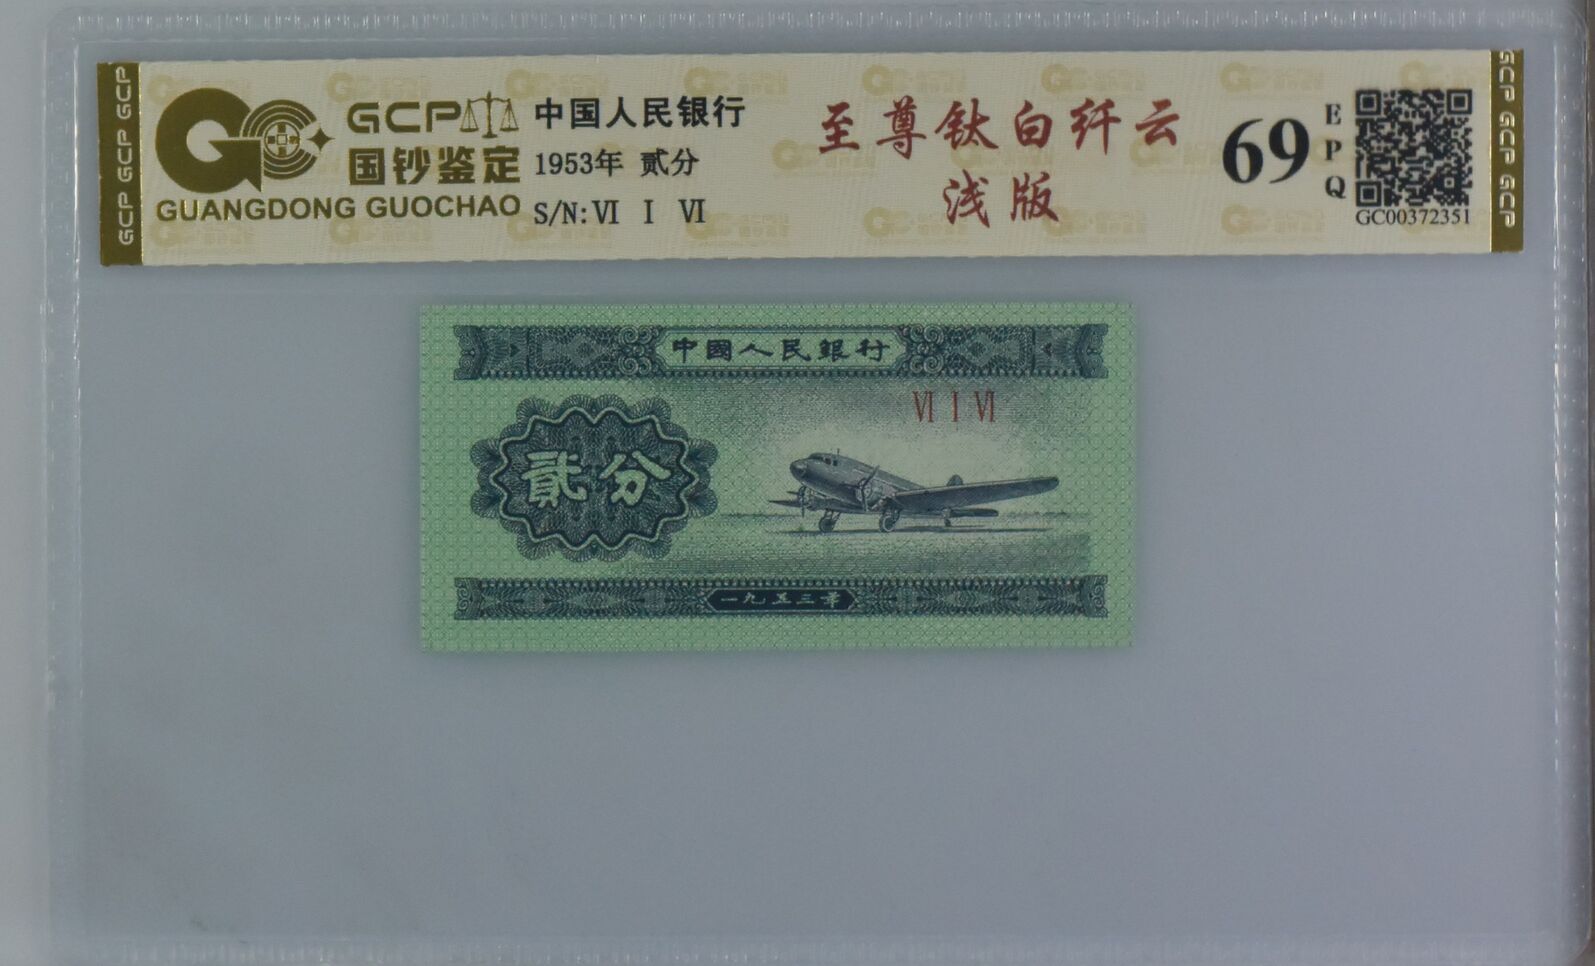 GCP GCP GCP
GCP
国钞鉴定
GUANGDONG GUOCHAO
中国人民银行
1953年 贰分
S/N: VI I VI
至尊钛白纤云
浅版
69
EPQ
GC00372351
GCP GCP GCP
中國人民銀行
VI I VI
貳分
一九五三年